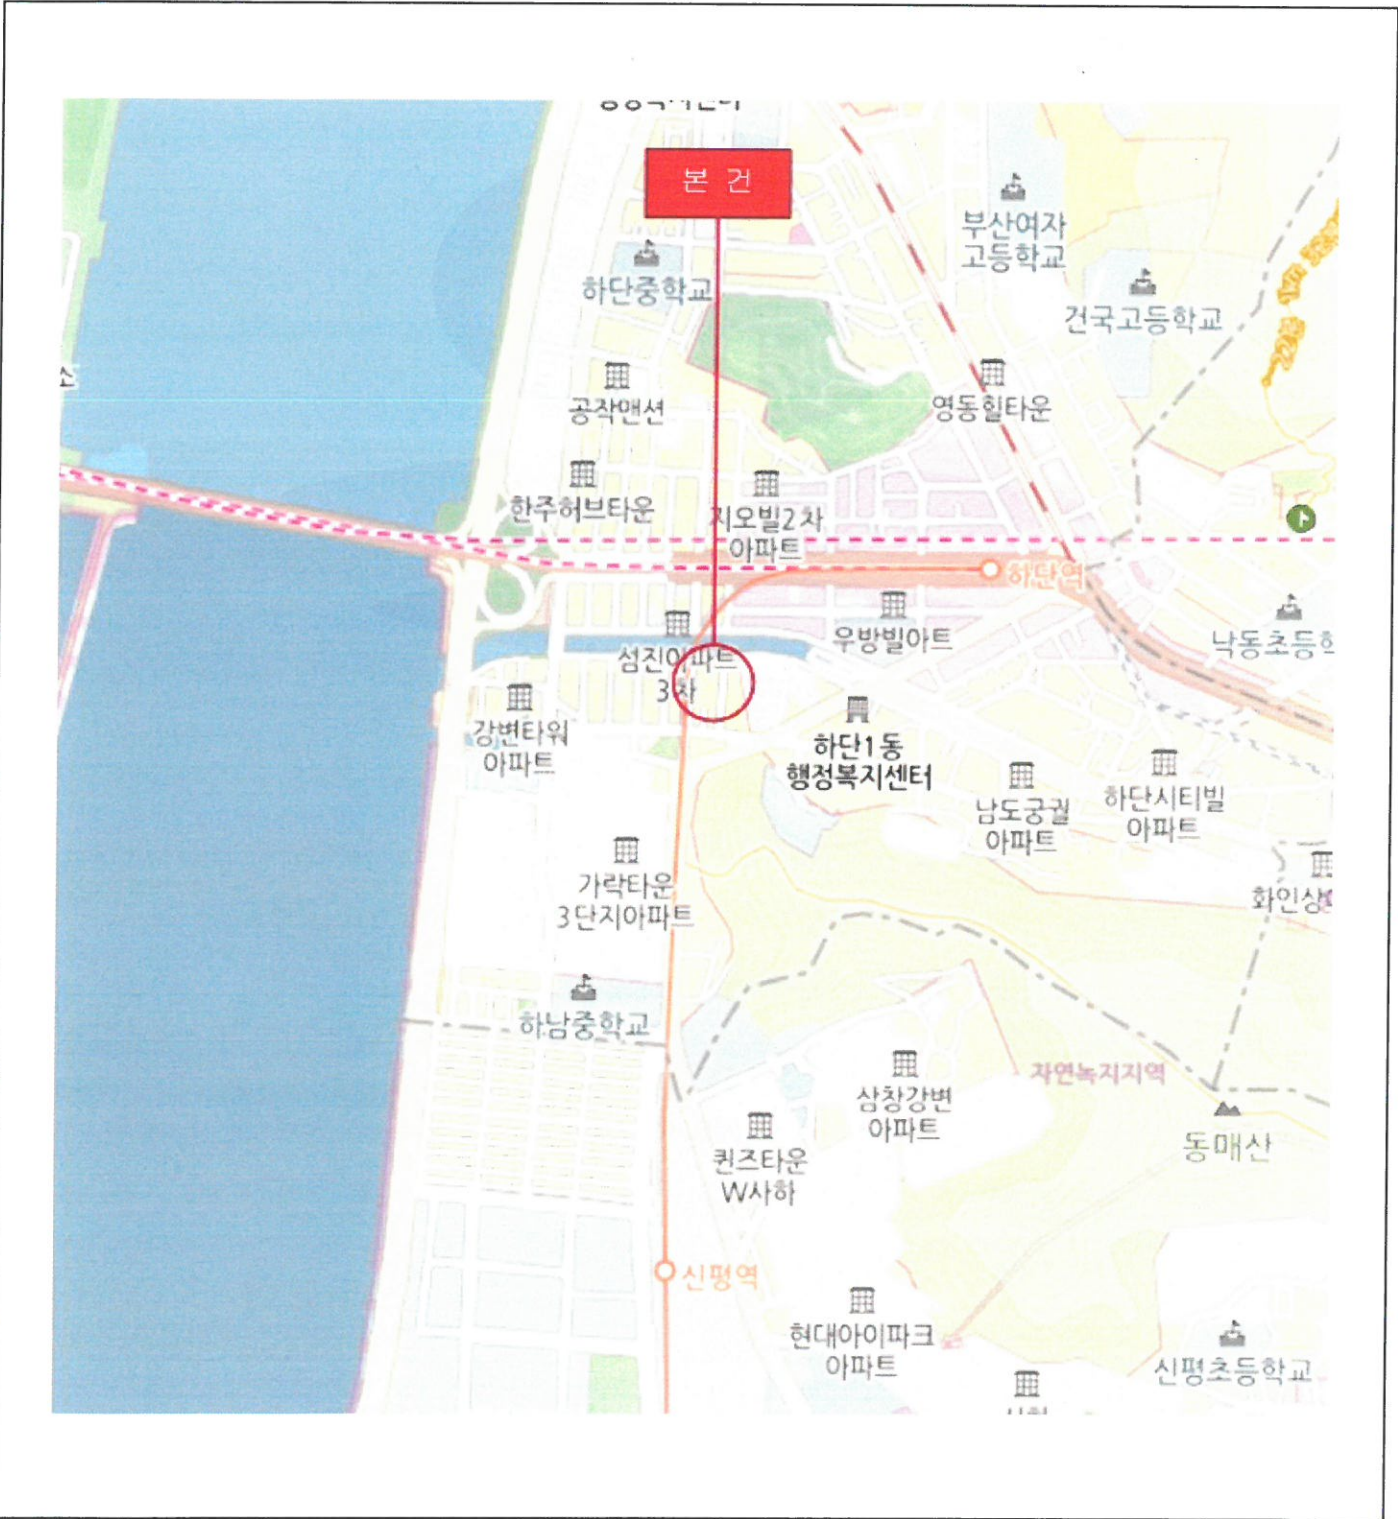 본 건
부산여자
고등학교
하단중학교
건국고등학교
공작맨션
영동힐타운
한주허브타운
지오빌2차
아파트
하단역
우방빌아트
낙동초등학
섬진아파트
3차
강변타워
아파트
하단1동
행정복지센터
남도궁궐
아파트
하단시티빌
아파트
가락타운
3단지아파트
화인상
하남중학교
자연녹지지역
삼창강변
아파트
동매산
퀸즈타운
W사하
신평역
현대아이파크
아파트
신평초등학교
소